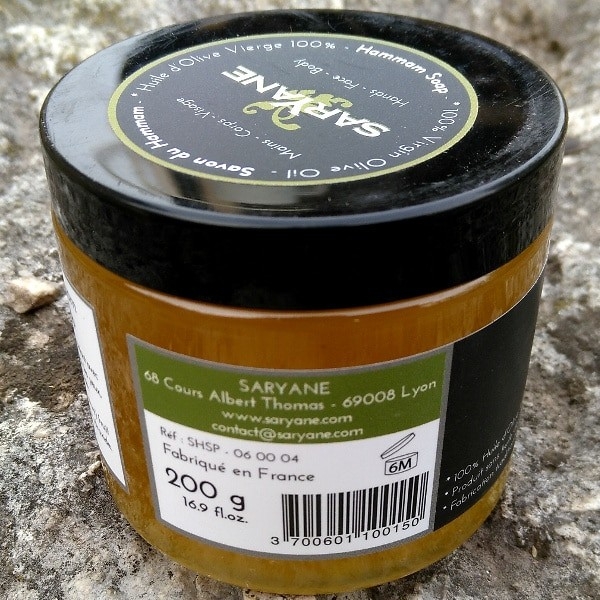 Huile d'Olive Vierge 100% - Hammam Soap -
* 100% Virgin Olive Oil - Savon du Hammam - *
SARYANE
Hands - Face - Body
Mains - Corps - Visage
SARYANE
68 Cours Albert Thomas - 69008 Lyon
www.saryane.com
contact@saryane.com
Réf : SHSP - 06 00 04
Fabriqué en France
200 g
16.9 fl.oz.
6M
3 700601 100150
• 100% Huile
• Product
• Fabrication